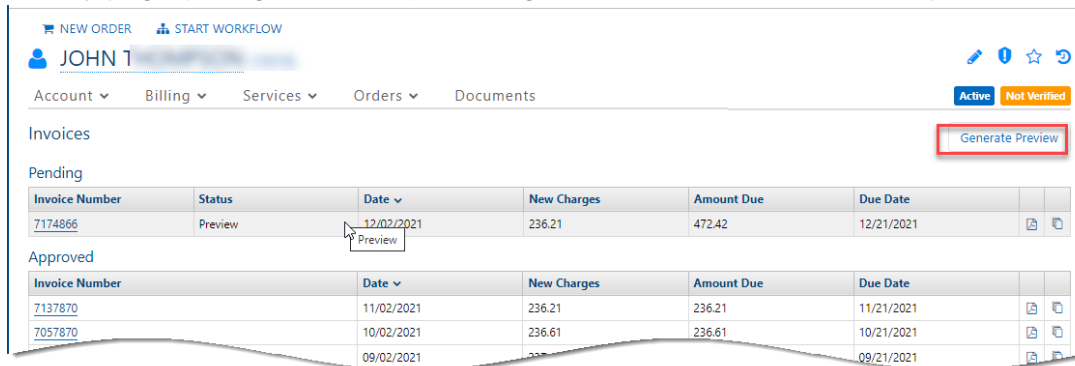 NEW ORDER START WORKFLOW
JOHN T
Account Billing Services Orders Documents Active Not Verified
Invoices Generate Preview
Pending
Invoice Number Status Date New Charges Amount Due Due Date
7174866 Preview 12/02/2021 236.21 472.42 12/21/2021
Preview
Approved
Invoice Number Date New Charges Amount Due Due Date
7137870 11/02/2021 236.21 236.21 11/21/2021
7057870 10/02/2021 236.61 236.61 10/21/2021
09/02/2021 09/21/2021